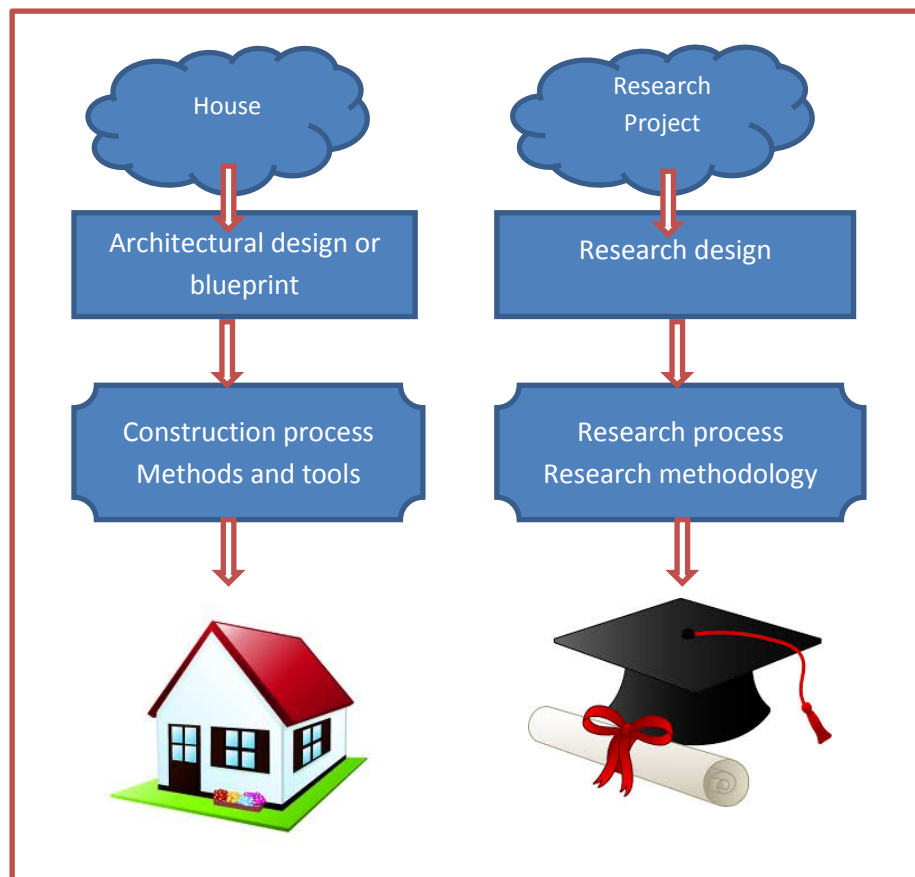 House
Research
Project
Architectural design or
blueprint
Research design
Construction process
Methods and tools
Research process
Research methodology